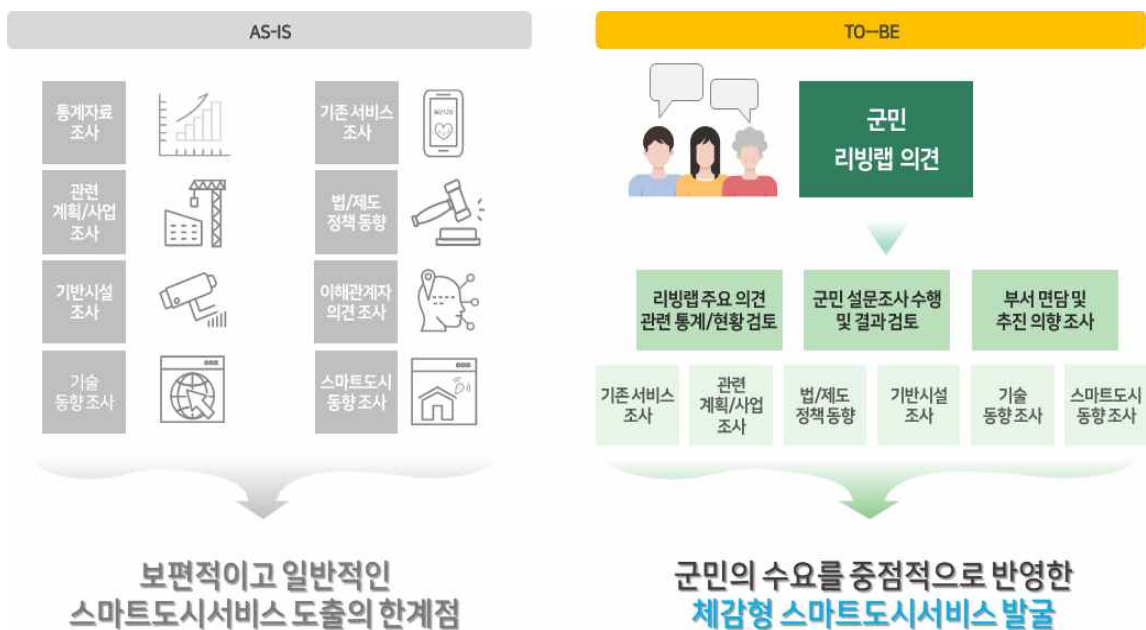 AS-IS
통계자료
조사
기존 서비스
조사
관련
계획/사업
조사
법/제도
정책 동향
기반시설
조사
이해관계자
의견 조사
기술
동향 조사
스마트도시
동향 조사
보편적이고 일반적인
스마트도시서비스 도출의 한계점
TO--BE
군민
리빙랩 의견
리빙랩 주요 의견
관련 통계/현황 검토
군민 설문조사 수행
및 결과 검토
부서 면담 및
추진 의향 조사
기존 서비스
조사
관련
계획/사업
조사
법/제도
정책 동향
기반시설
조사
기술
동향 조사
스마트도시
동향 조사
군민의 수요를 중점적으로 반영한
체감형 스마트도시서비스 발굴